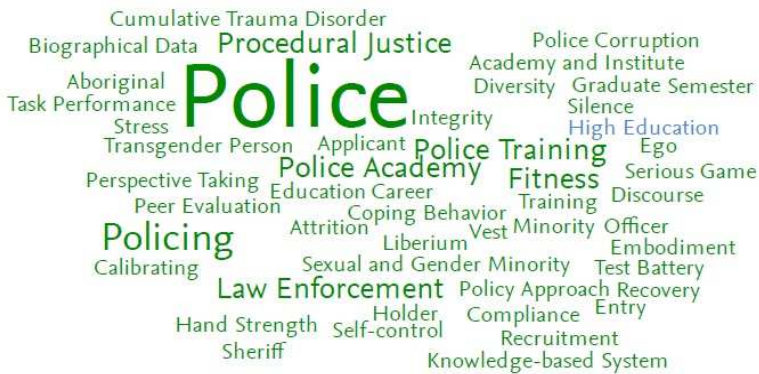 Cumulative Trauma Disorder
Biographical Data Procedural Justice Police Corruption
Academy and Institute
Aboriginal Police Diversity Graduate Semester
Task Performance Silence
Stress Integrity High Education
Transgender Person Applicant Police Training Ego
Police Academy Serious Game
Perspective Taking Fitness
Education Career Training Discourse
Peer Evaluation Coping Behavior
Attrition Vest Minority Officer
Policing Liberium Embodiment
Calibrating Sexual and Gender Minority Test Battery
Law Enforcement Policy Approach Recovery
Holder Compliance Entry
Hand Strength Self-control
Sheriff Recruitment
Knowledge-based System